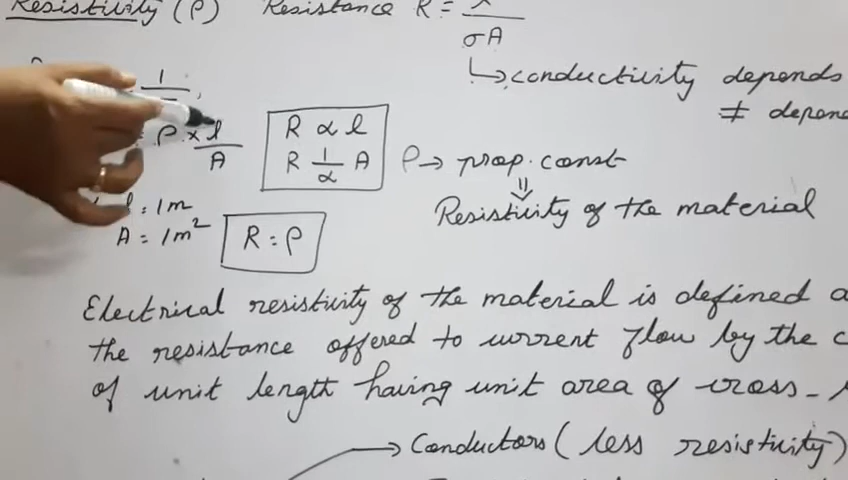 Resistivity (ρ) Resistance R =
σA
↳ conductivity depends
1
≠
ρ × l
A
R ∝ l
R 1/∝ A
ρ → prop. const
⇓
Resistivity of the material
l = 1m
A = 1m²
R = ρ
Electrical resistivity of the material is defined
the resistance offered to current flow by the
of unit length having unit area of cross -
→ Conductors (less resistivity)